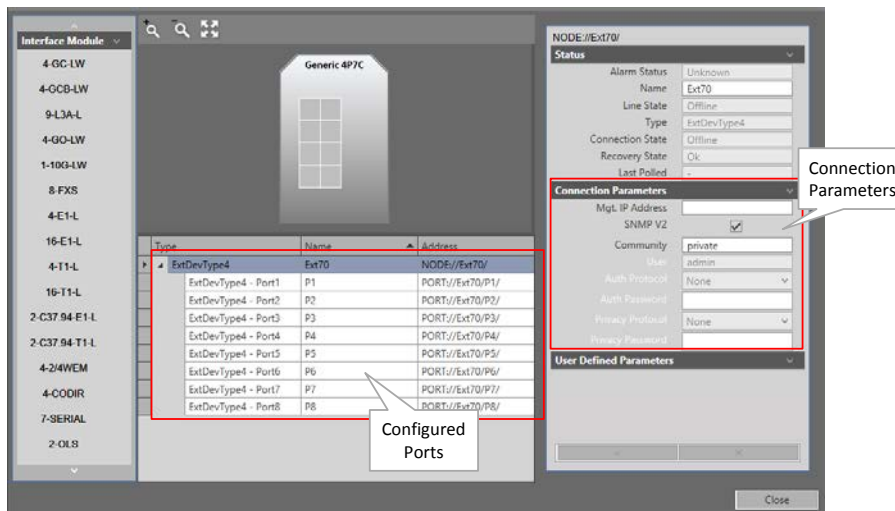 Interface Module
4-GC-LW
4-GCB-LW
9-L3A-L
4-GO-LW
1-10G-LW
8-FXS
4-E1-L
16-E1-L
4-T1-L
16-T1-L
2-C37.94-E1-L
2-C37.94-T1-L
4-2/4WEM
4-CODIR
7-SERIAL
2-OLS
Generic 4P7C
Type Name Address
ExtDevType4 Ext70 NODE://Ext70/
ExtDevType4 - Port1 P1 PORT://Ext70/P1/
ExtDevType4 - Port2 P2 PORT://Ext70/P2/
ExtDevType4 - Port3 P3 PORT://Ext70/P3/
ExtDevType4 - Port4 P4 PORT://Ext70/P4/
ExtDevType4 - Port5 P5 PORT://Ext70/P5/
ExtDevType4 - Port6 P6 PORT://Ext70/P6/
ExtDevType4 - Port7 P7 PORT://Ext70/P7/
ExtDevType4 - Port8 P8 PORT://Ext70/P8/
Configured
Ports
NODE://Ext70/
Status
Alarm Status Unknown
Name Ext70
Line State Offline
Type ExtDevType4
Connection State Offline
Recovery State Ok
Last Polled -
Connection Parameters
Mgt. IP Address
SNMP V2
Community private
User admin
Auth Protocol None
Auth Password
Privacy Protocol None
Privacy Password
User Defined Parameters
Connection
Parameters
Close